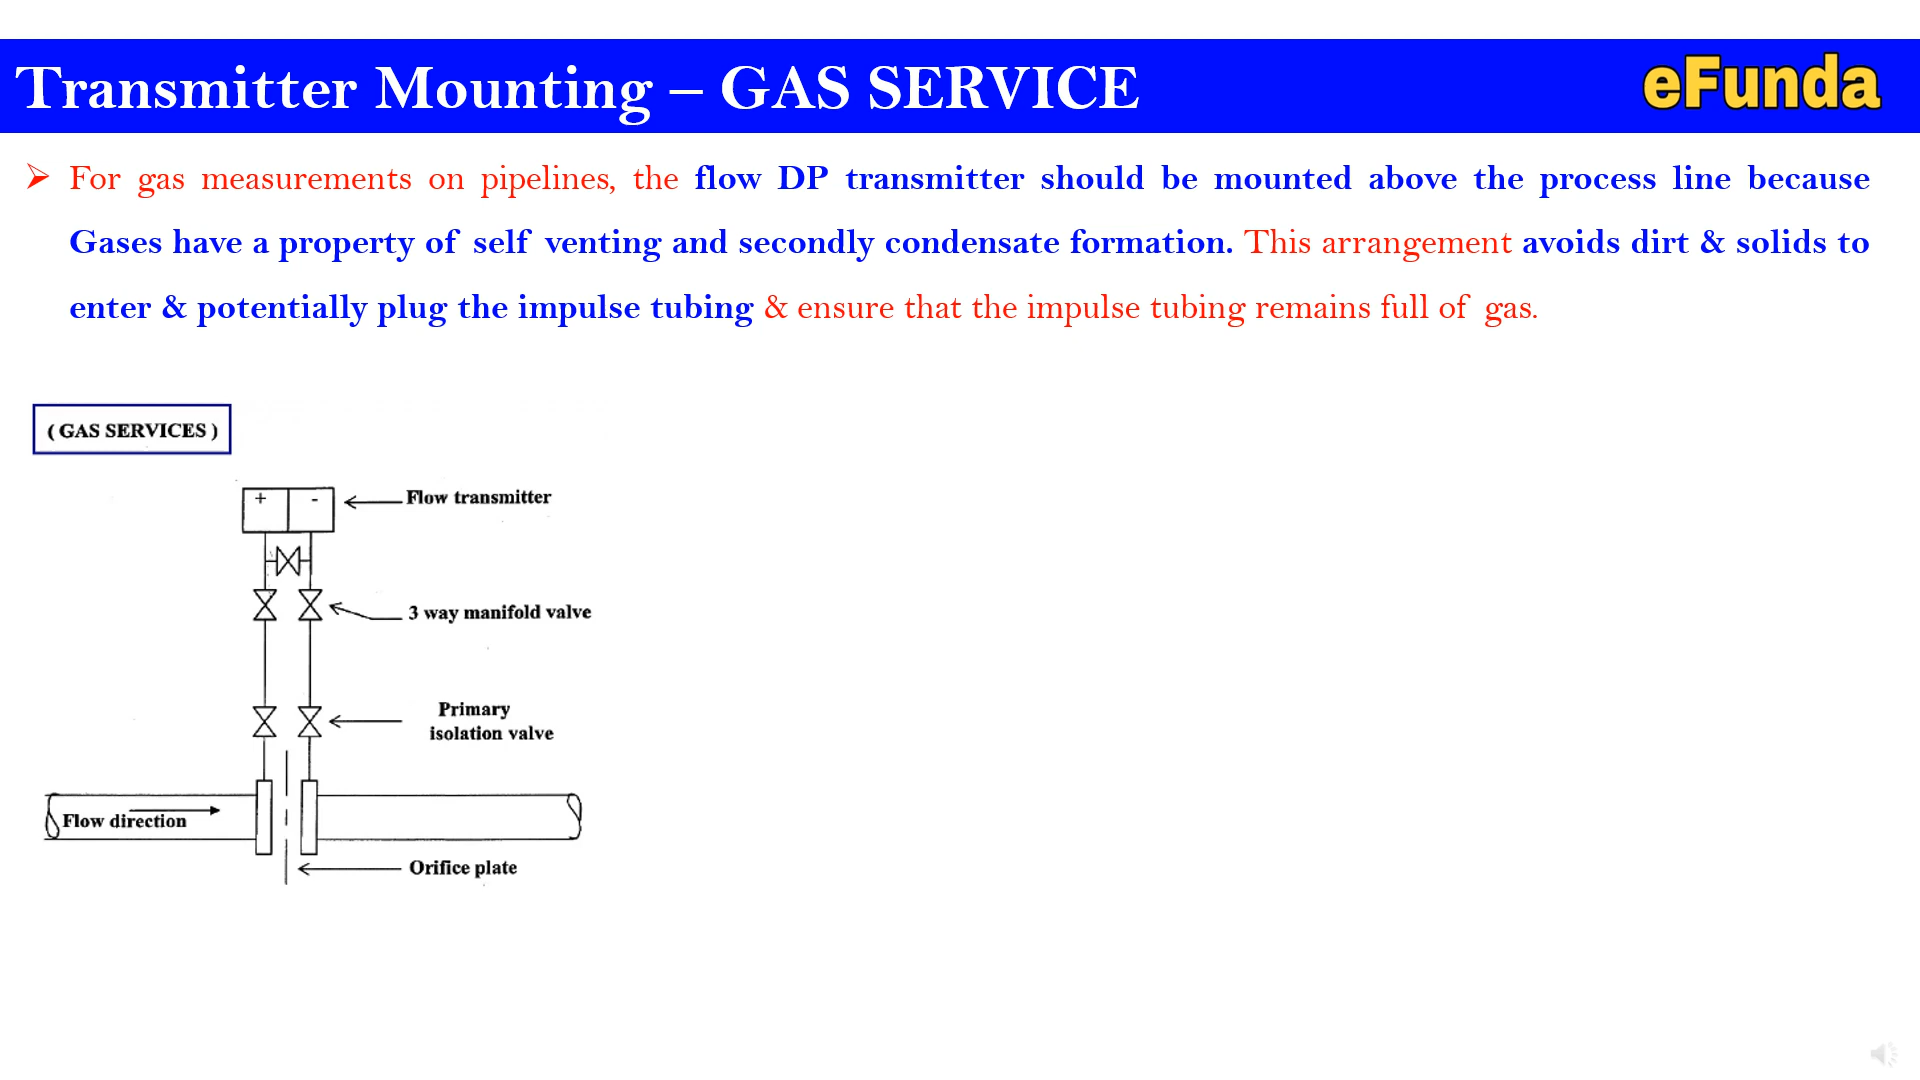 Transmitter Mounting – GAS SERVICE
eFunda
➢ For gas measurements on pipelines, the flow DP transmitter should be mounted above the process line because
Gases have a property of self venting and secondly condensate formation. This arrangement avoids dirt & solids to
enter & potentially plug the impulse tubing & ensure that the impulse tubing remains full of gas.
( GAS SERVICES )
+ -
Flow transmitter
3 way manifold valve
Primary
isolation valve
Flow direction
Orifice plate